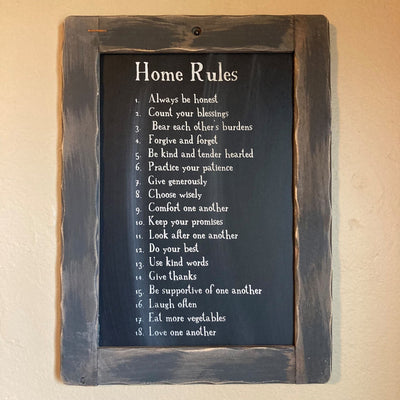 Home Rules
1. Always be honest
2. Count your blessings
3. Bear each other's burdens
4. Forgive and forget
5. Be kind and tender hearted
6. Practice your patience
7. Give generously
8. Choose wisely
9. Comfort one another
10. Keep your promises
11. Look after one another
12. Do your best
13. Use kind words
14. Give thanks
15. Be supportive of one another
16. Laugh often
17. Eat more vegetables
18. Love one another